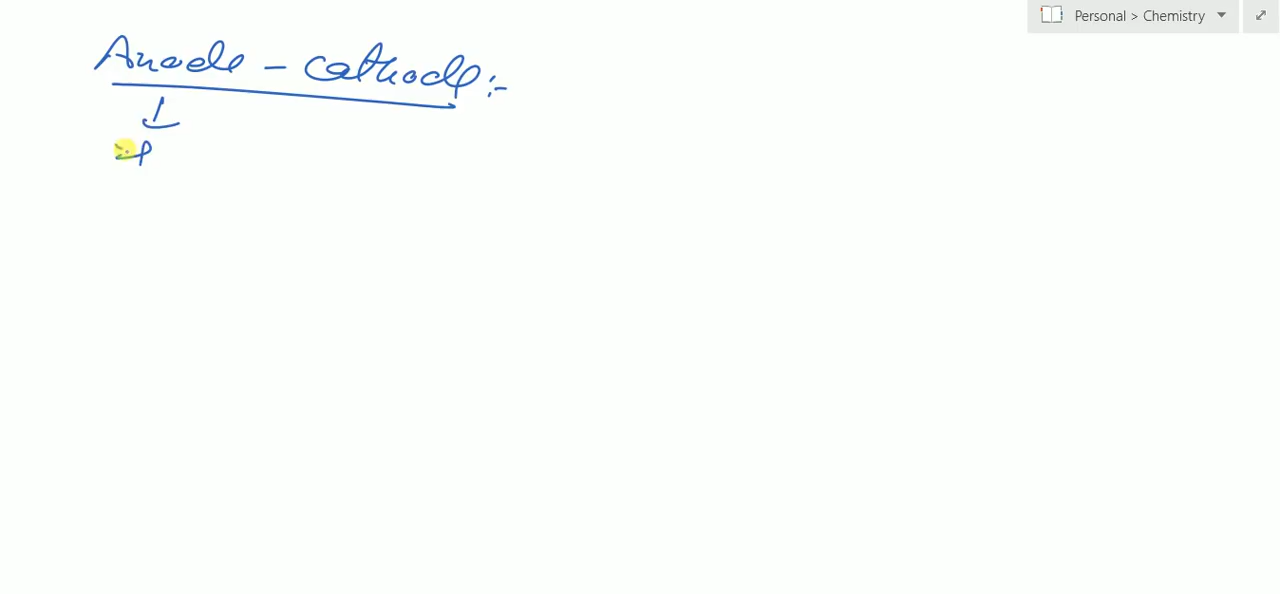 Personal > Chemistry
Anode - cathode :-